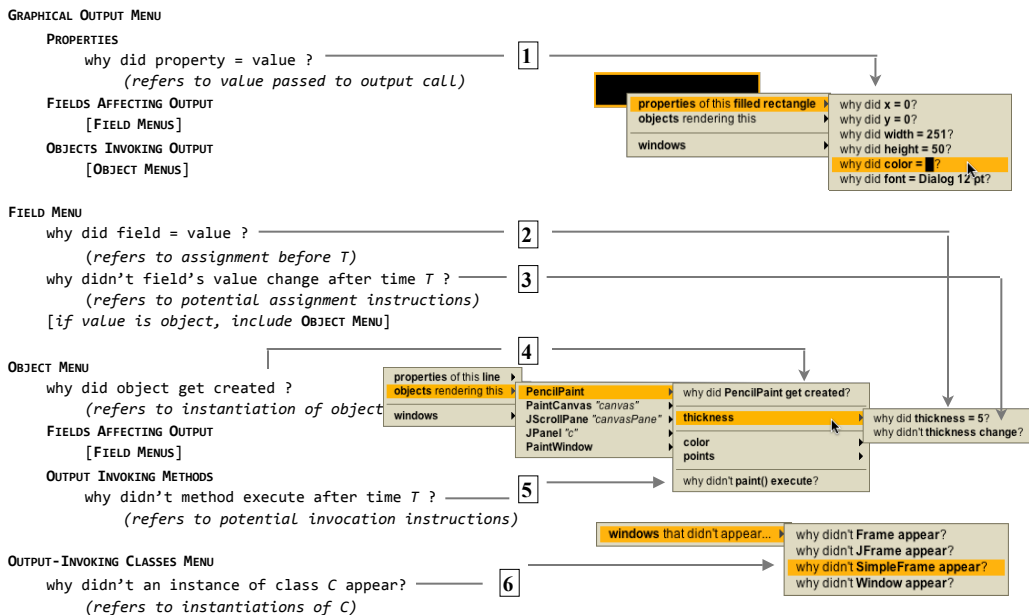 GRAPHICAL OUTPUT MENU
PROPERTIES
why did property = value ?
1
(refers to value passed to output call)
FIELDS AFFECTING OUTPUT
[FIELD MENUS]
OBJECTS INVOKING OUTPUT
[OBJECT MENUS]
properties of this filled rectangle
objects rendering this
windows
why did x = 0?
why did y = 0?
why did width = 251?
why did height = 50?
why did color = ?
why did font = Dialog 12 pt?
FIELD MENU
why did field = value ?
2
(refers to assignment before T)
why didn't field's value change after time T ?
3
(refers to potential assignment instructions)
[if value is object, include OBJECT MENU]
4
OBJECT MENU
why did object get created ?
(refers to instantiation of object
FIELDS AFFECTING OUTPUT
[FIELD MENUS]
OUTPUT INVOKING METHODS
why didn't method execute after time T ?
5
(refers to potential invocation instructions)
properties of this line
objects rendering this
windows
PencilPaint
PaintCanvas "canvas"
JScrollPane "canvasPane"
JPanel "c"
PaintWindow
why did PencilPaint get created?
thickness
color
points
why didn't paint() execute?
why did thickness = 5?
why didn't thickness change?
OUTPUT-INVOKING CLASSES MENU
why didn't an instance of class C appear?
6
(refers to instantiations of C)
windows that didn't appear...
why didn't Frame appear?
why didn't JFrame appear?
why didn't SimpleFrame appear?
why didn't Window appear?